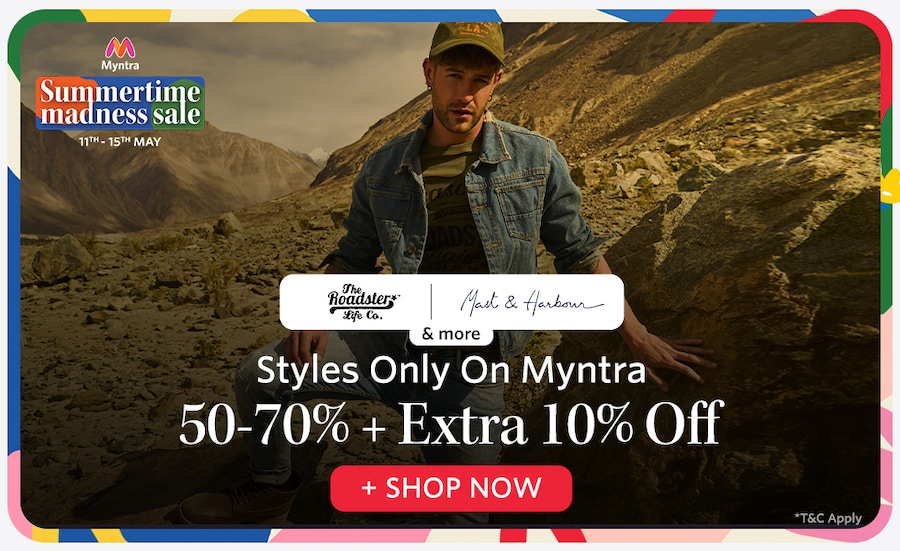 Myntra
Summertime
madness sale
11TH - 15TH MAY
The
Roadster
Life Co.
Mast & Harbour
& more
Styles Only On Myntra
50-70% + Extra 10% Off
+ SHOP NOW
*T&C Apply